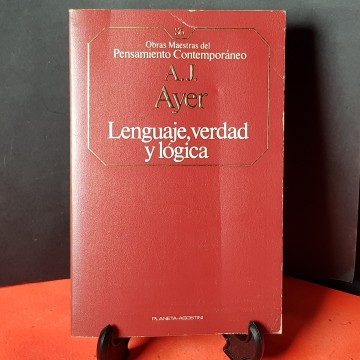 Obras Maestras del
Pensamiento Contemporáneo
A.J.
Ayer
Lenguaje, verdad
y lógica
PLANETA-AGOSTINI